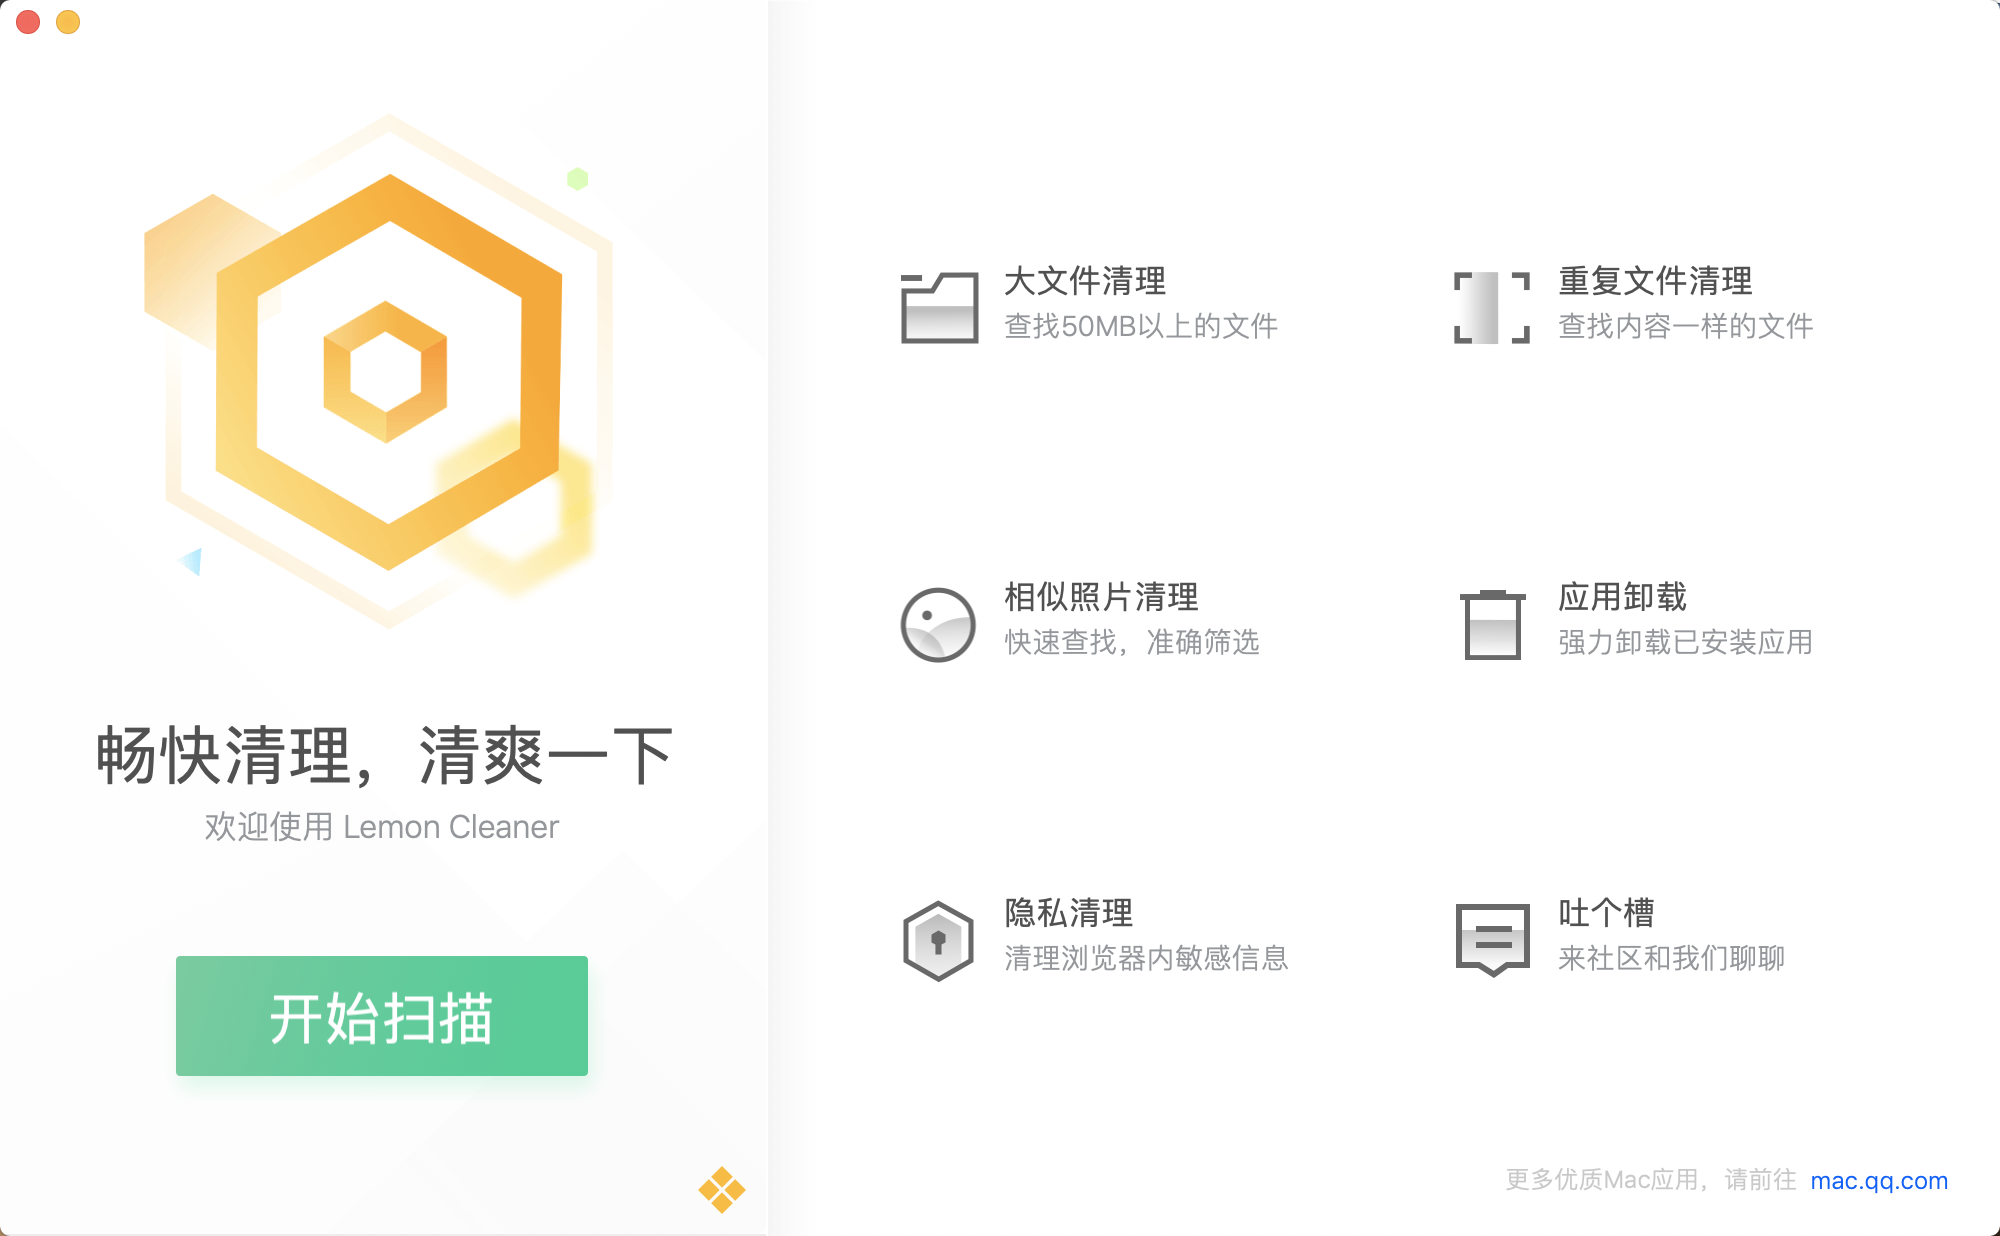 畅快清理，清爽一下
欢迎使用 Lemon Cleaner
开始扫描
大文件清理
查找50MB以上的文件
重复文件清理
查找内容一样的文件
相似照片清理
快速查找，准确筛选
应用卸载
强力卸载已安装应用
隐私清理
清理浏览器内敏感信息
吐个槽
来社区和我们聊聊
更多优质Mac应用，请前往 mac.qq.com